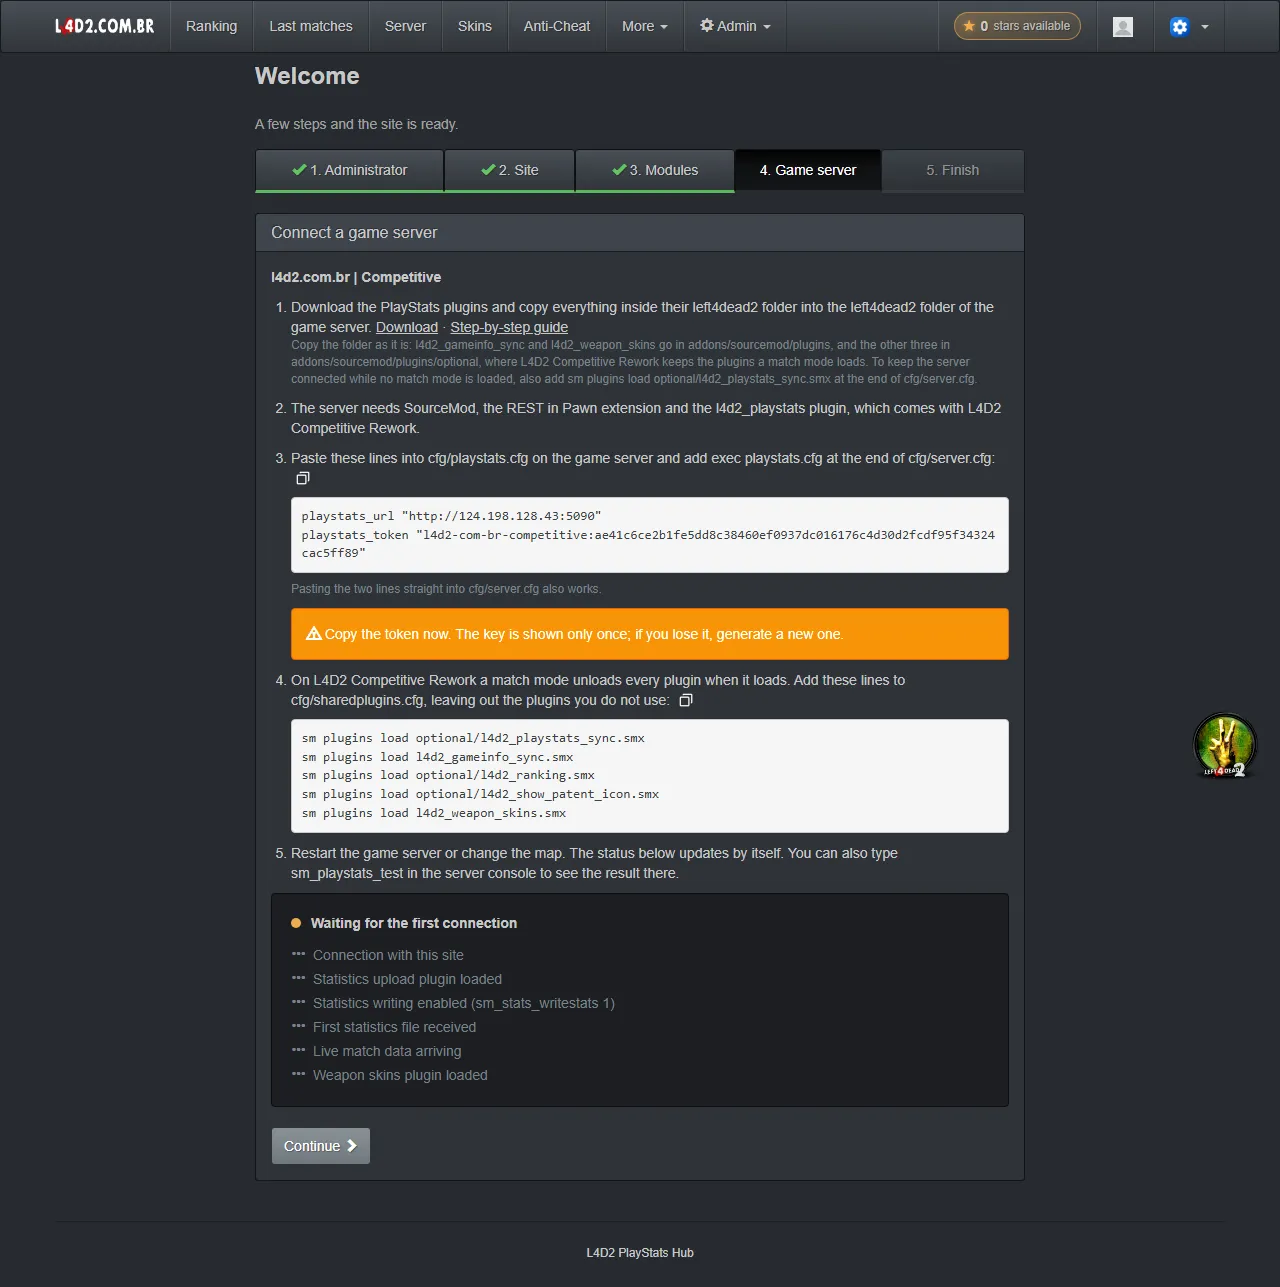 L4D2.COM.BR
Ranking
Last matches
Server
Skins
Anti-Cheat
More
Admin
0 stars available
Welcome
A few steps and the site is ready.
1. Administrator
2. Site
3. Modules
4. Game server
5. Finish
Connect a game server
l4d2.com.br | Competitive
1. Download the PlayStats plugins and copy everything inside their left4dead2 folder into the left4dead2 folder of the
game server. Download · Step-by-step guide
Copy the folder as it is: l4d2_gameinfo_sync and l4d2_weapon_skins go in addons/sourcemod/plugins, and the other three in
addons/sourcemod/plugins/optional, where L4D2 Competitive Rework keeps the plugins a match mode loads. To keep the server
connected while no match mode is loaded, also add sm plugins load optional/l4d2_playstats_sync.smx at the end of cfg/server.cfg.
2. The server needs SourceMod, the REST in Pawn extension and the l4d2_playstats plugin, which comes with L4D2
Competitive Rework.
3. Paste these lines into cfg/playstats.cfg on the game server and add exec playstats.cfg at the end of cfg/server.cfg:
playstats_url "http://124.198.128.43:5090"
playstats_token "l4d2-com-br-competitive:ae41c6ce2b1fe5dd8c38460ef0937dc016176c4d30d2fcdf95f34324
cac5ff89"
Pasting the two lines straight into cfg/server.cfg also works.
Copy the token now. The key is shown only once; if you lose it, generate a new one.
4. On L4D2 Competitive Rework a match mode unloads every plugin when it loads. Add these lines to
cfg/sharedplugins.cfg, leaving out the plugins you do not use:
sm plugins load optional/l4d2_playstats_sync.smx
sm plugins load l4d2_gameinfo_sync.smx
sm plugins load optional/l4d2_ranking.smx
sm plugins load optional/l4d2_show_patent_icon.smx
sm plugins load l4d2_weapon_skins.smx
LEFT 4 DEAD 2
5. Restart the game server or change the map. The status below updates by itself. You can also type
sm_playstats_test in the server console to see the result there.
Waiting for the first connection
Connection with this site
Statistics upload plugin loaded
Statistics writing enabled (sm_stats_writestats 1)
First statistics file received
Live match data arriving
Weapon skins plugin loaded
Continue
L4D2 PlayStats Hub